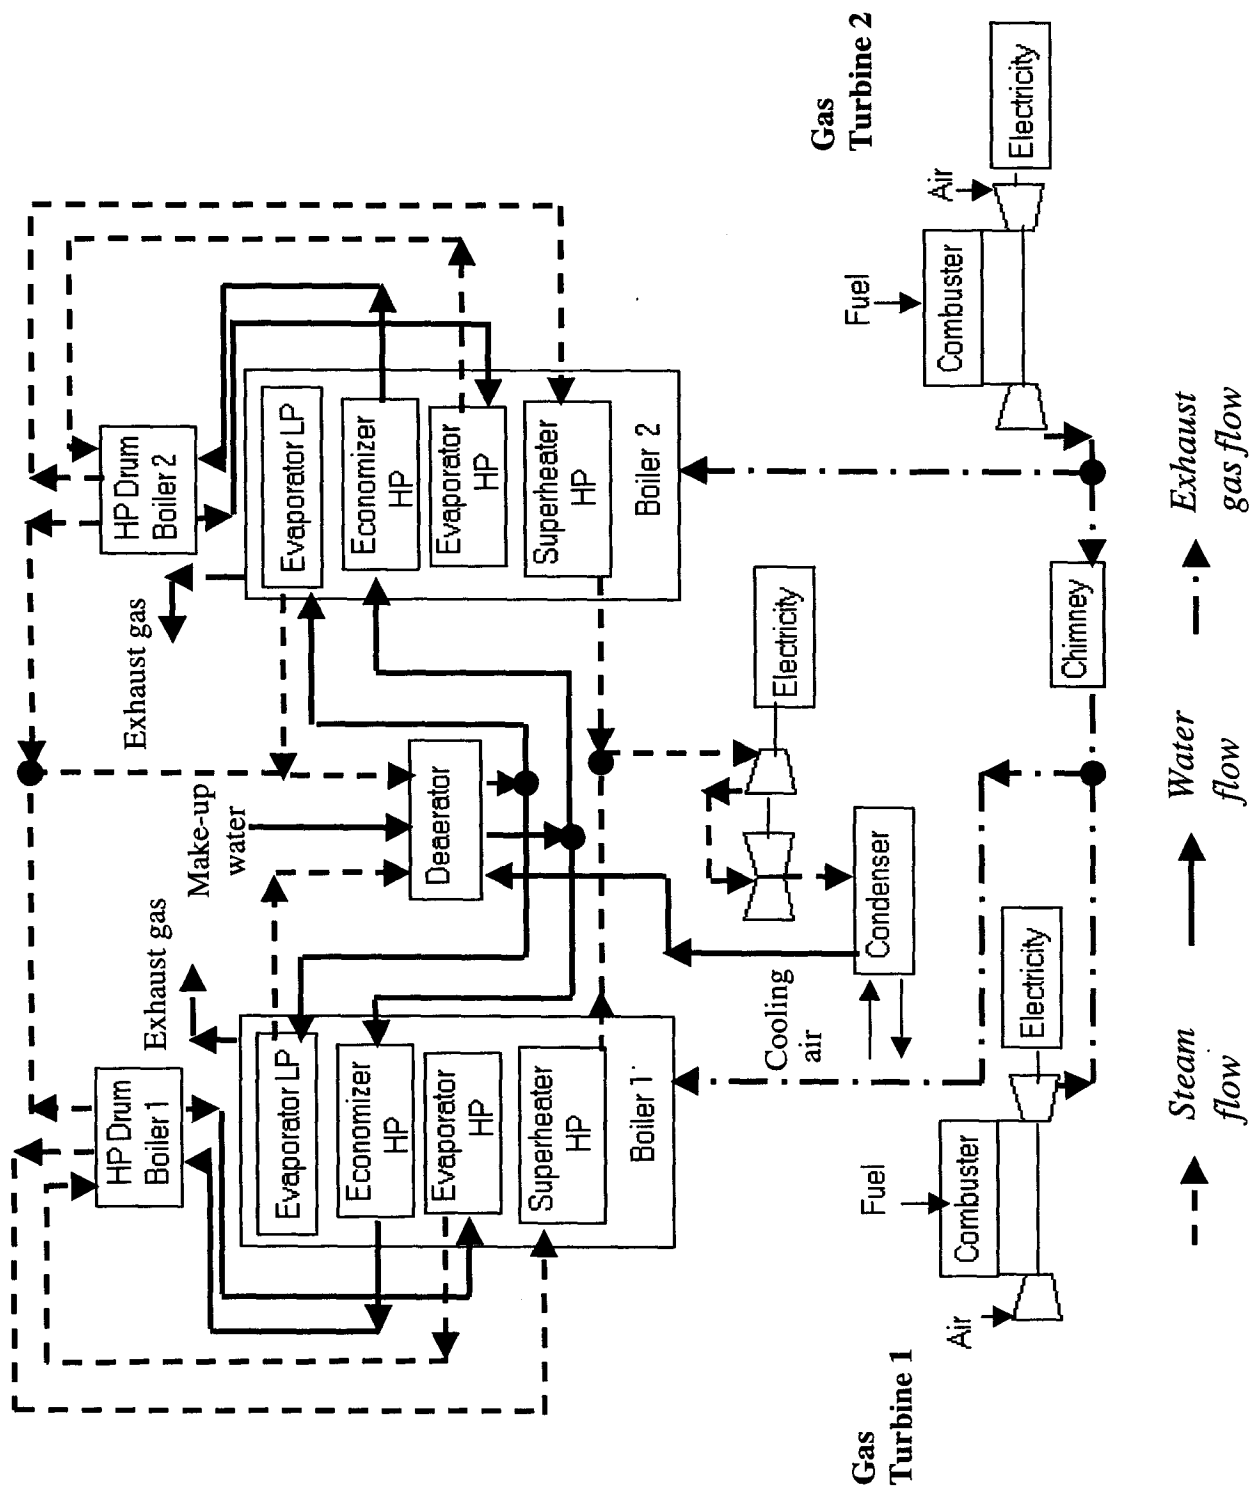 HP Drum
Boiler 1
Exhaust gas
Make-up
water
Exhaust gas
HP Drum
Boiler 2
Evaporator LP
Economizer
HP
Evaporator
HP
Superheater
HP
Boiler 1
Deaerator
Evaporator LP
Economizer
HP
Evaporator
HP
Superheater
HP
Boiler 2
Cooling
air
Condenser
Electricity
Gas
Turbine 1
Air
Fuel
Combuster
Electricity
Chimney
Fuel
Combuster
Air
Electricity
Gas
Turbine 2
Steam
flow
Water
flow
Exhaust
gas flow